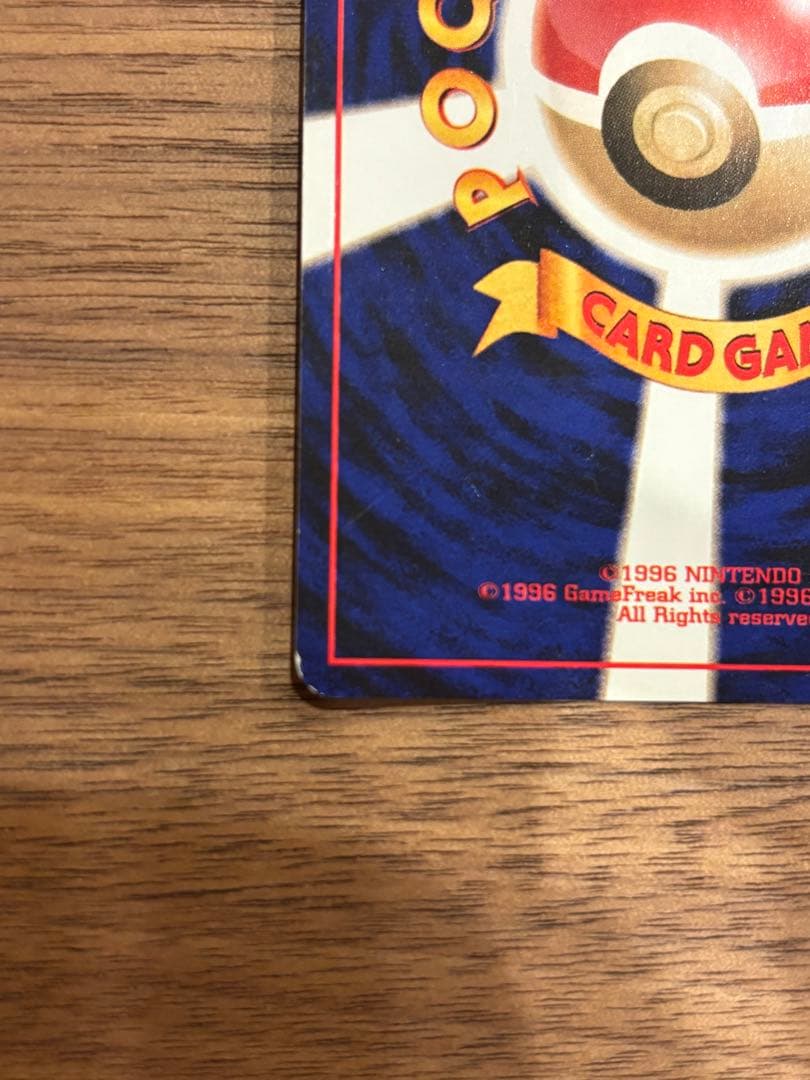 POC
CARD GA
©1996 NINTENDO
©1996 GameFreak inc. ©1996
All Rights reserve